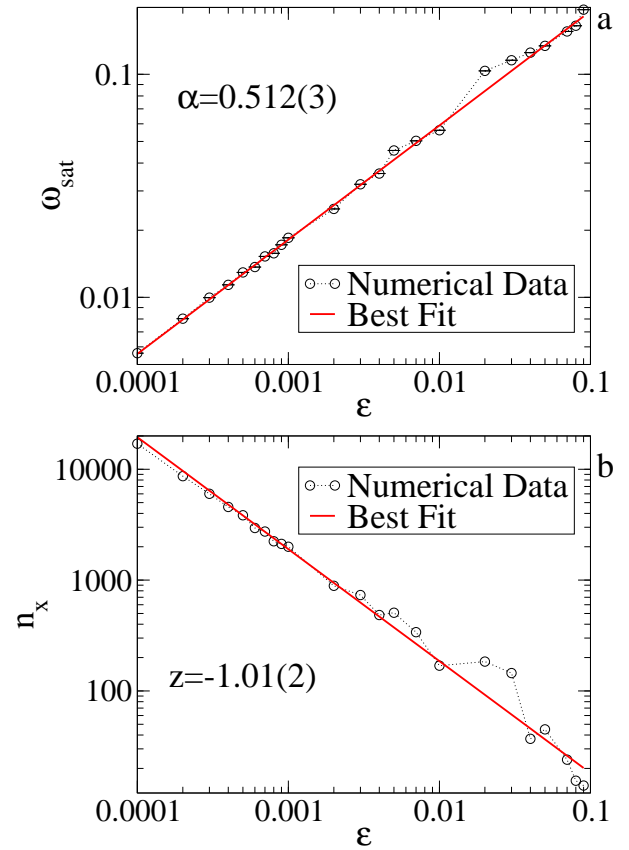 a
0.1
0.01
ω_sat
α=0.512(3)
Numerical Data
Best Fit
0.0001 0.001 0.01 0.1
ε
b
10000
1000
100
n_x
Numerical Data
Best Fit
z=-1.01(2)
0.0001 0.001 0.01 0.1
ε